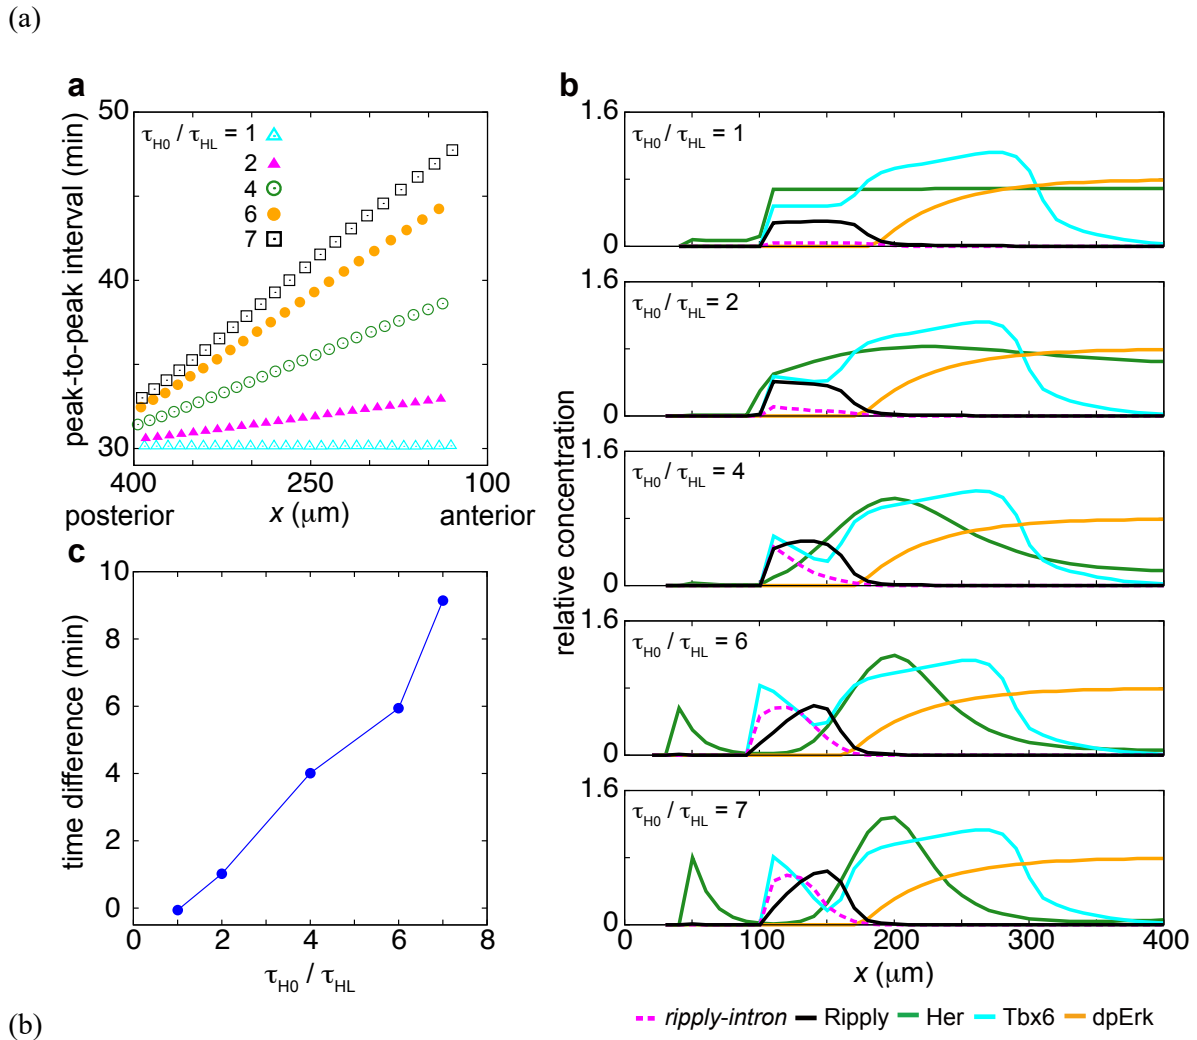 (a)
a
50
40
30
peak-to-peak interval (min)
τH0 / τHL = 1
2
4
6
7
400
250
100
posterior
x (μm)
anterior
c
10
8
6
4
2
0
time difference (min)
0
2
4
6
8
τH0 / τHL
b
relative concentration
1.6
τH0 / τHL = 1
0
1.6
τH0 / τHL = 2
0
1.6
τH0 / τHL = 4
0
1.6
τH0 / τHL = 6
0
1.6
τH0 / τHL = 7
0
0
100
200
300
400
x (μm)
ripply-intron Ripply Her Tbx6 dpErk
(b)